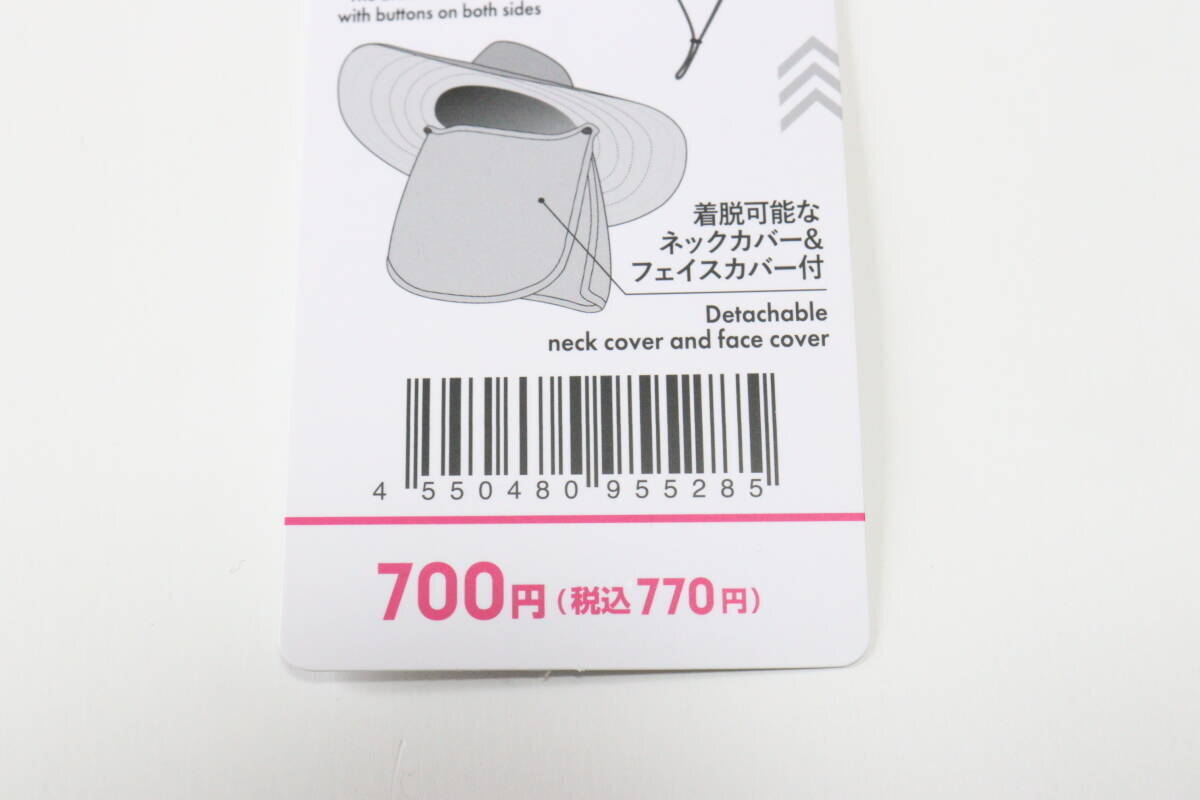 with buttons on both sides
着脱可能な
ネックカバー&
フェイスカバー付
Detachable
neck cover and face cover
4 550480 955285
700円(税込770円)